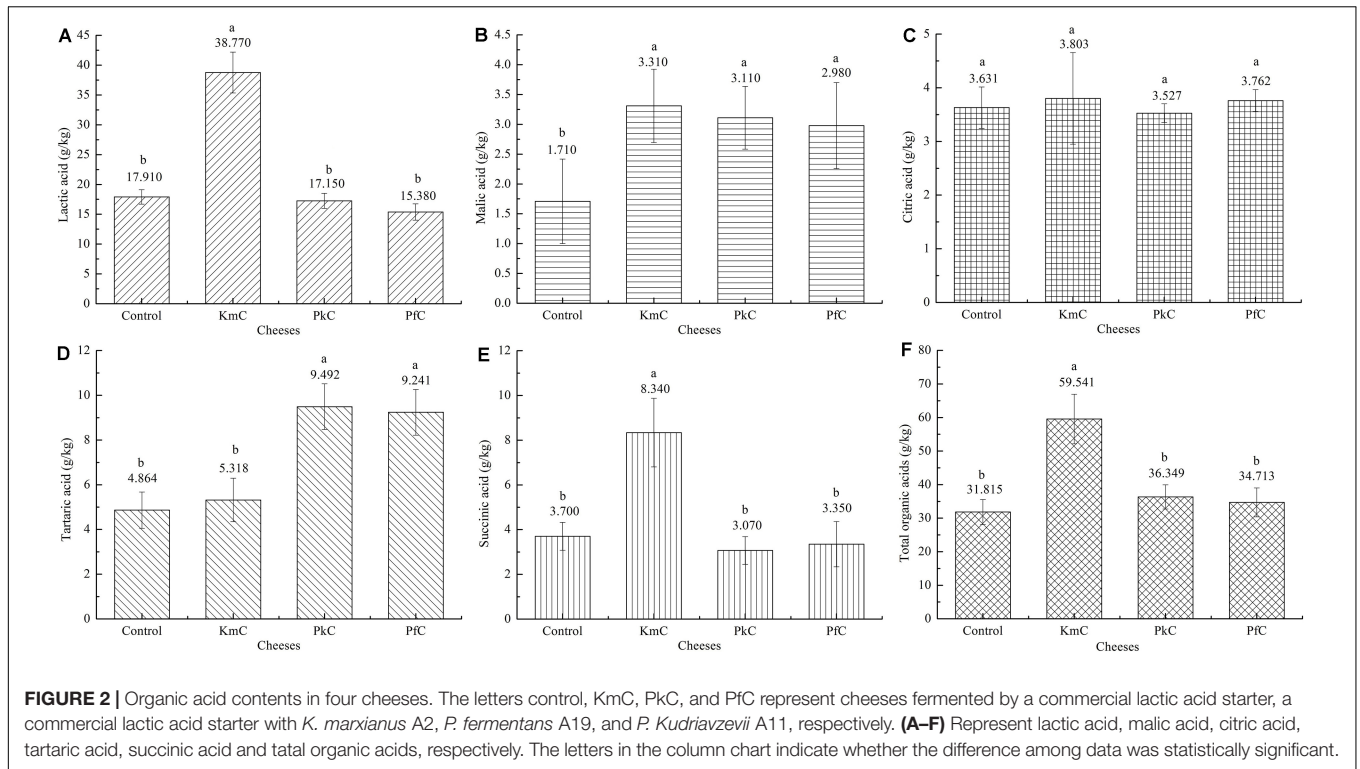 A
Lactic acid (g/kg)
45
40
35
30
25
20
15
10
5
0
b
17.910
a
38.770
b
17.150
b
15.380
Control KmC PkC PfC
Cheeses
B
Malic acid (g/kg)
4.5
4.0
3.5
3.0
2.5
2.0
1.5
1.0
0.5
0.0
b
1.710
a
3.310
a
3.110
a
2.980
Control KmC PkC PfC
Cheeses
C
Citric acid (g/kg)
5
4
3
2
1
0
a
3.631
a
3.803
a
3.527
a
3.762
Control KmC PkC PfC
Cheeses
D
Tartaric acid (g/kg)
12
10
8
6
4
2
0
b
4.864
b
5.318
a
9.492
a
9.241
Control KmC PkC PfC
Cheeses
E
Succinic acid (g/kg)
12
10
8
6
4
2
0
b
3.700
a
8.340
b
3.070
b
3.350
Control KmC PkC PfC
Cheeses
F
Total organic acids (g/kg)
80
70
60
50
40
30
20
10
0
b
31.815
a
59.541
b
36.349
b
34.713
Control KmC PkC PfC
Cheeses
FIGURE 2 | Organic acid contents in four cheeses. The letters control, KmC, PkC, and PfC represent cheeses fermented by a commercial lactic acid starter, a
commercial lactic acid starter with K. marxianus A2, P. fermentans A19, and P. Kudriavzevii A11, respectively. (A–F) Represent lactic acid, malic acid, citric acid,
tartaric acid, succinic acid and tatal organic acids, respectively. The letters in the column chart indicate whether the difference among data was statistically significant.